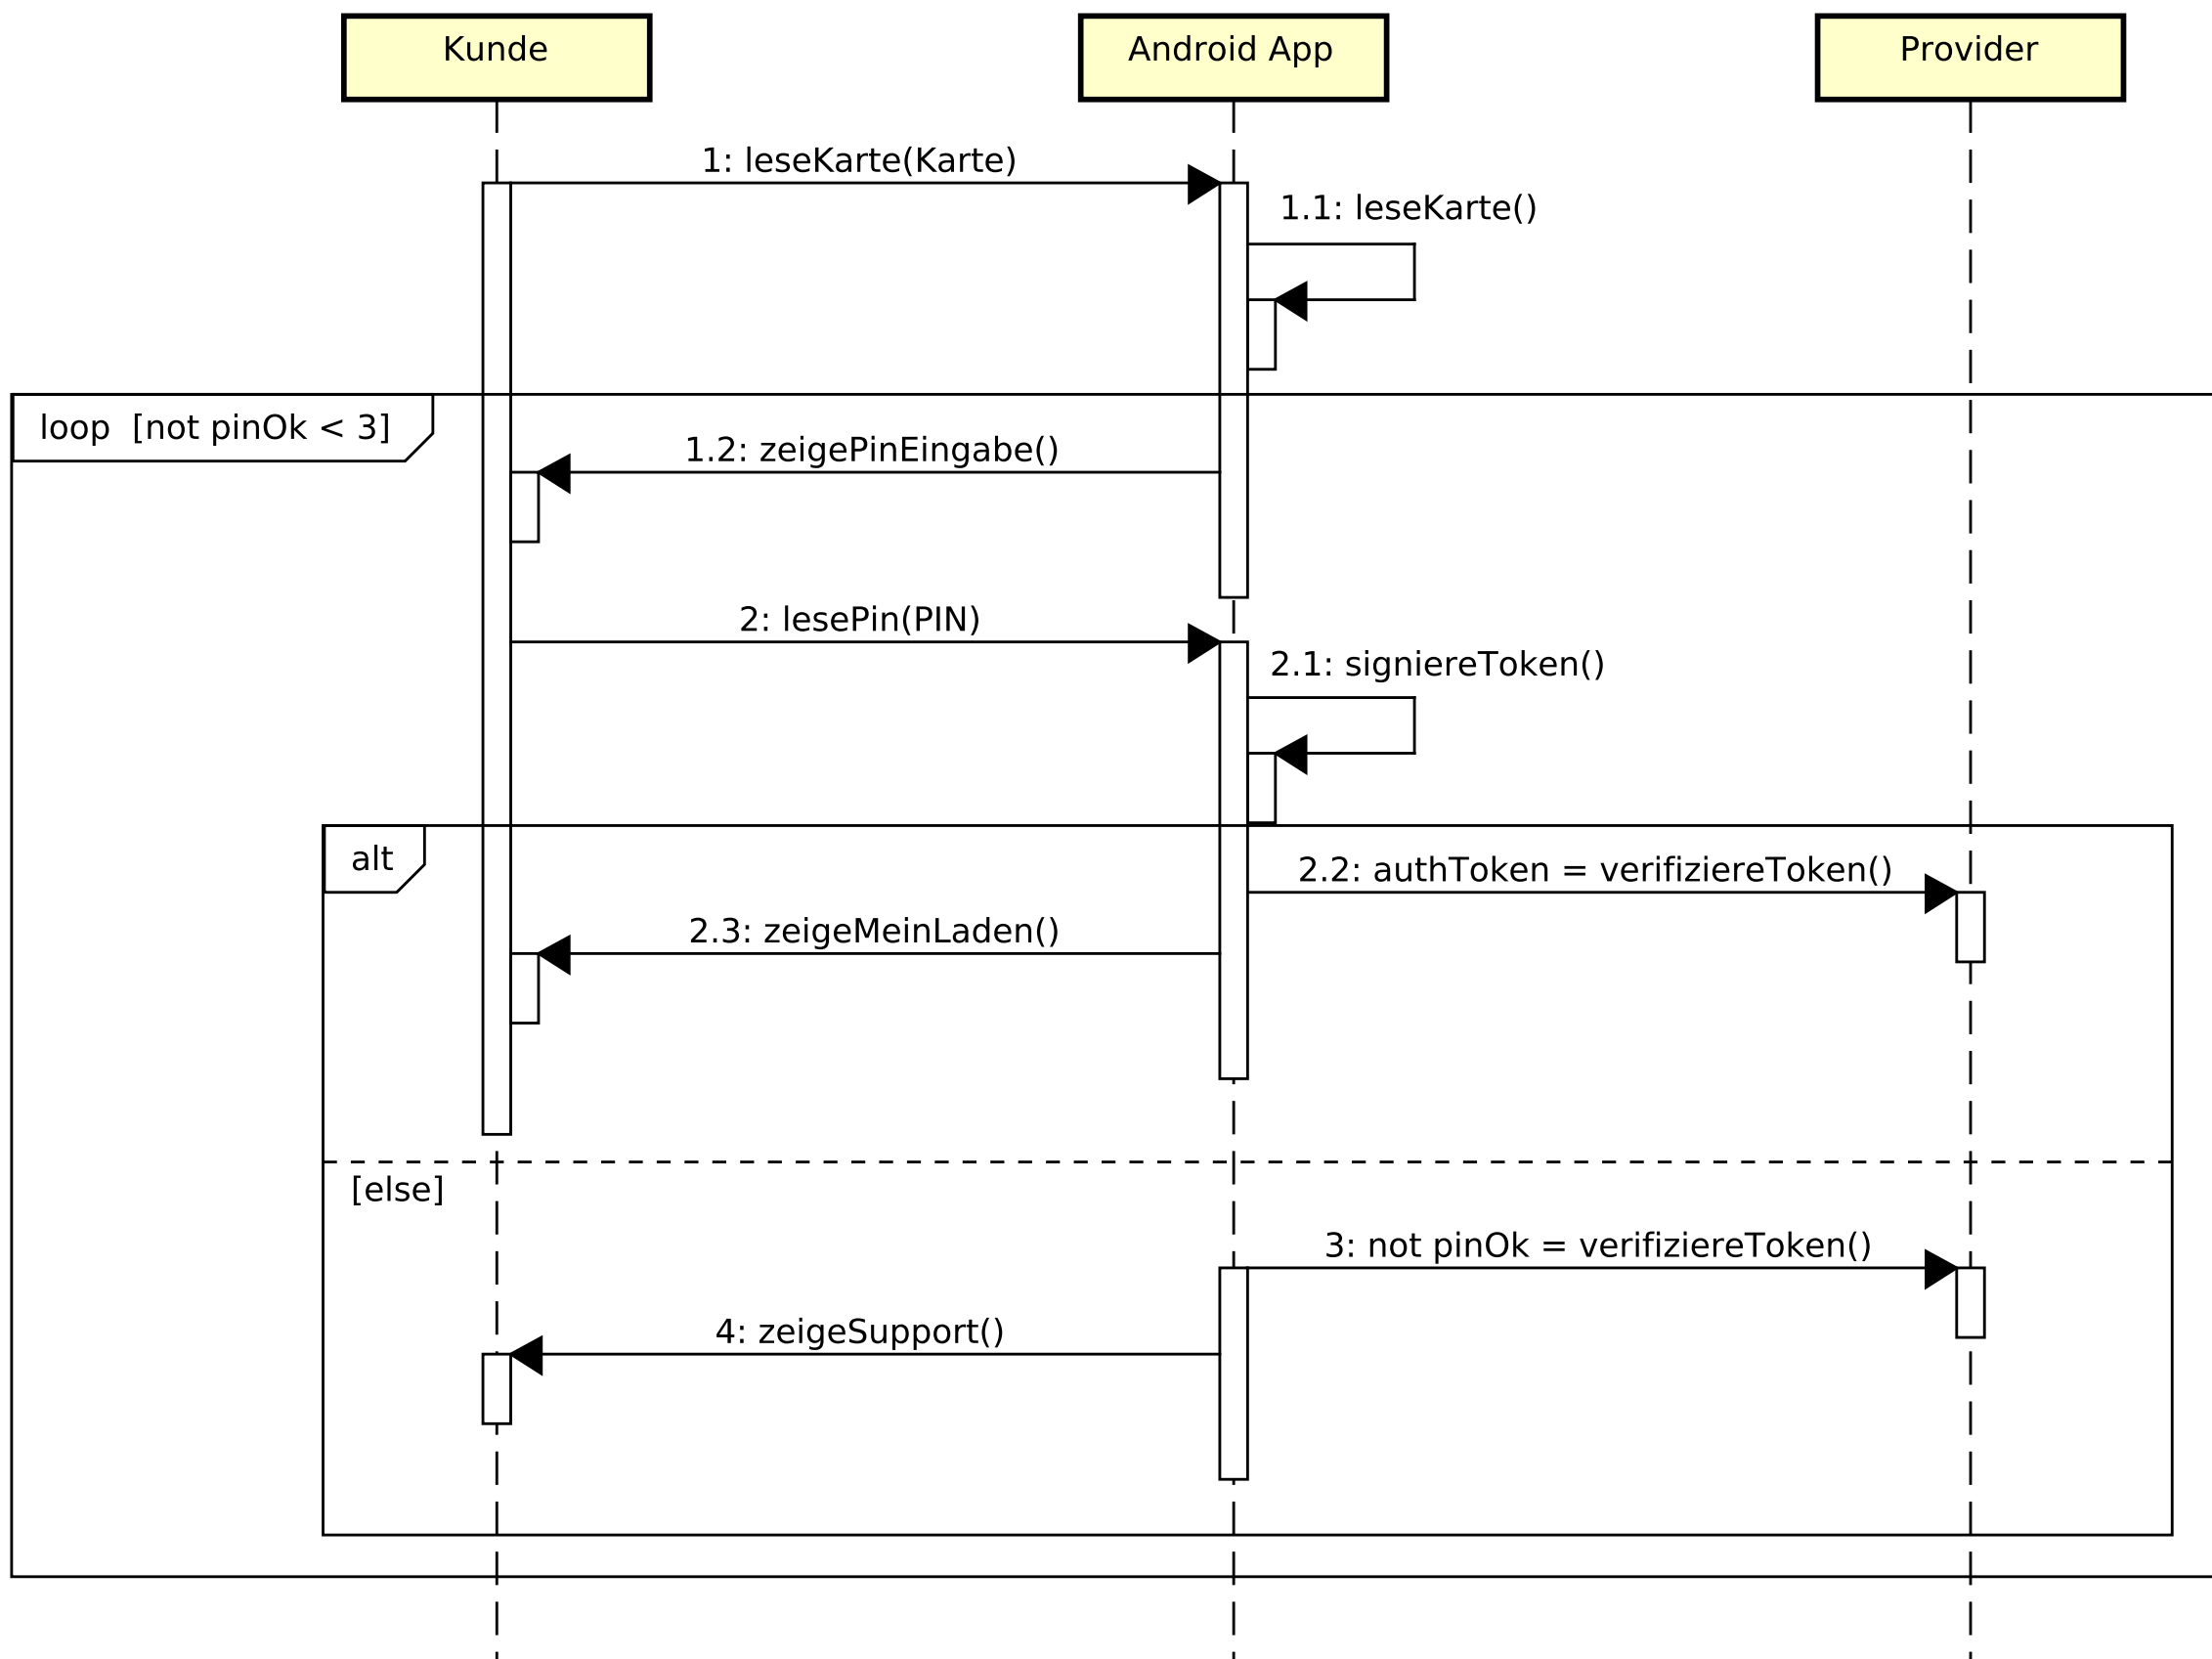 Kunde
Android App
Provider
1: leseKarte(Karte)
1.1: leseKarte()
loop  [not pinOk < 3]
1.2: zeigePinEingabe()
2: lesePin(PIN)
2.1: signiereToken()
alt
2.2: authToken = verifiziereToken()
2.3: zeigeMeinLaden()
[else]
3: not pinOk = verifiziereToken()
4: zeigeSupport()